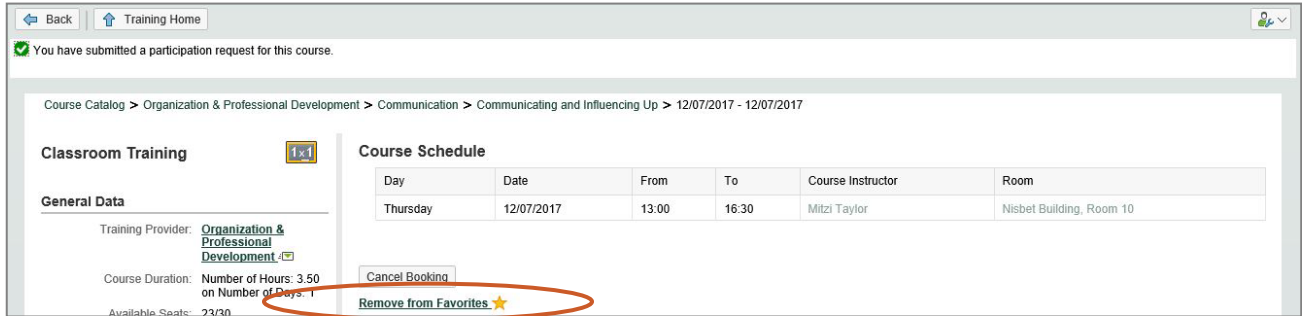 Back Training Home
You have submitted a participation request for this course.
Course Catalog > Organization & Professional Development > Communication > Communicating and Influencing Up > 12/07/2017 - 12/07/2017
Classroom Training 1x1
General Data
Training Provider: Organization &
Professional
Development
Course Duration: Number of Hours: 3.50
on Number of Days: 1
Available Seats: 23/30
Course Schedule
Day Date From To Course Instructor Room
Thursday 12/07/2017 13:00 16:30 Mitzi Taylor Nisbet Building, Room 10
Cancel Booking
Remove from Favorites